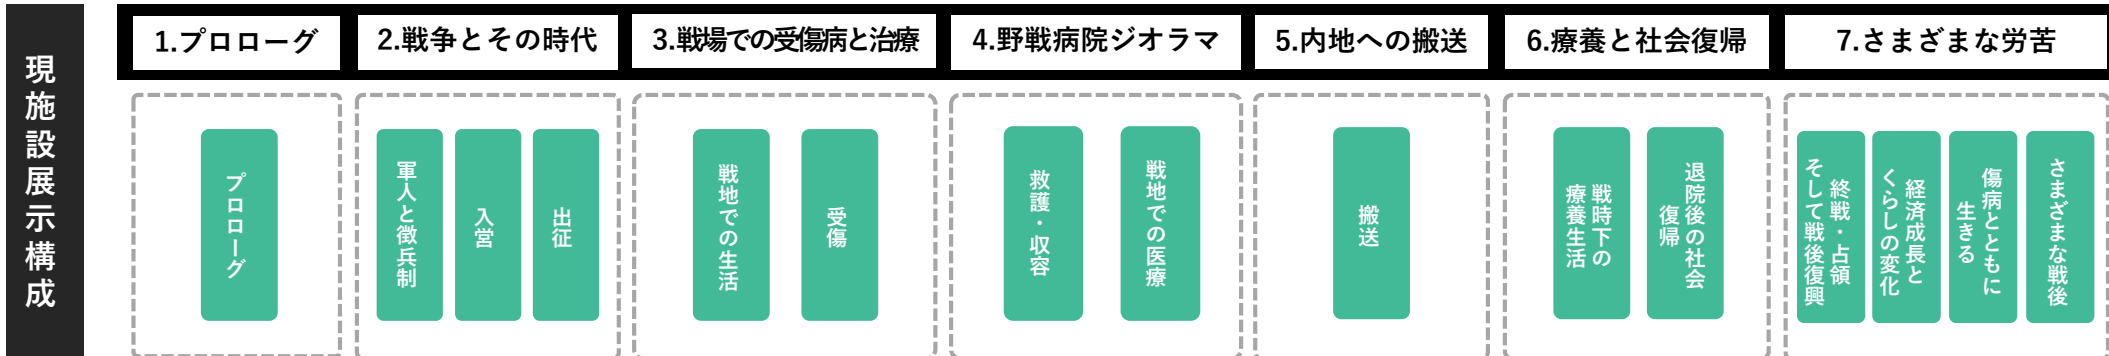 現施設展示構成
1.プロローグ
2.戦争とその時代
3.戦場での受傷病と治療
4.野戦病院ジオラマ
5.内地への搬送
6.療養と社会復帰
7.さまざまな労苦
プロローグ
軍人と徴兵制
入営
出征
戦地での生活
受傷
救護・収容
戦地での医療
搬送
戦時下の
療養生活
退院後の社会
復帰
終戦・占領
そして戦後復興
経済成長と
くらしの変化
傷病とともに
生きる
さまざまな戦後